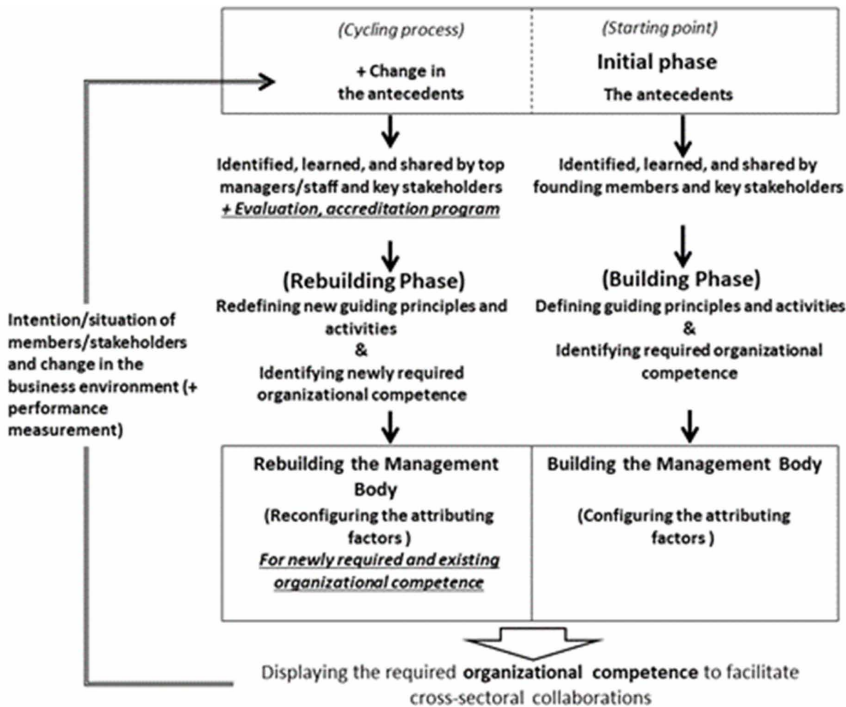 (Cycling process)
+ Change in
the antecedents
(Starting point)
Initial phase
The antecedents
Identified, learned, and shared by top
managers/staff and key stakeholders
+ Evaluation, accreditation program
Identified, learned, and shared by
founding members and key stakeholders
(Rebuilding Phase)
Redefining new guiding principles and
activities
&
Identifying newly required
organizational competence
(Building Phase)
Defining guiding principles and activities
&
Identifying required organizational
competence
Intention/situation of
members/stakeholders
and change in the
business environment (+
performance
measurement)
Rebuilding the Management
Body
(Reconfiguring the attributing
factors )
For newly required and existing
organizational competence
Building the Management Body
(Configuring the attributing
factors )
Displaying the required organizational competence to facilitate
cross-sectoral collaborations